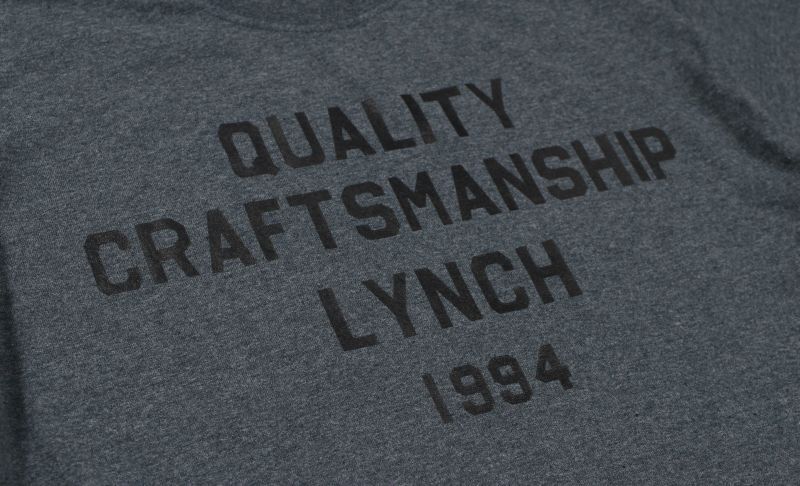 QUALITY
CRAFTSMANSHIP
LYNCH
1994